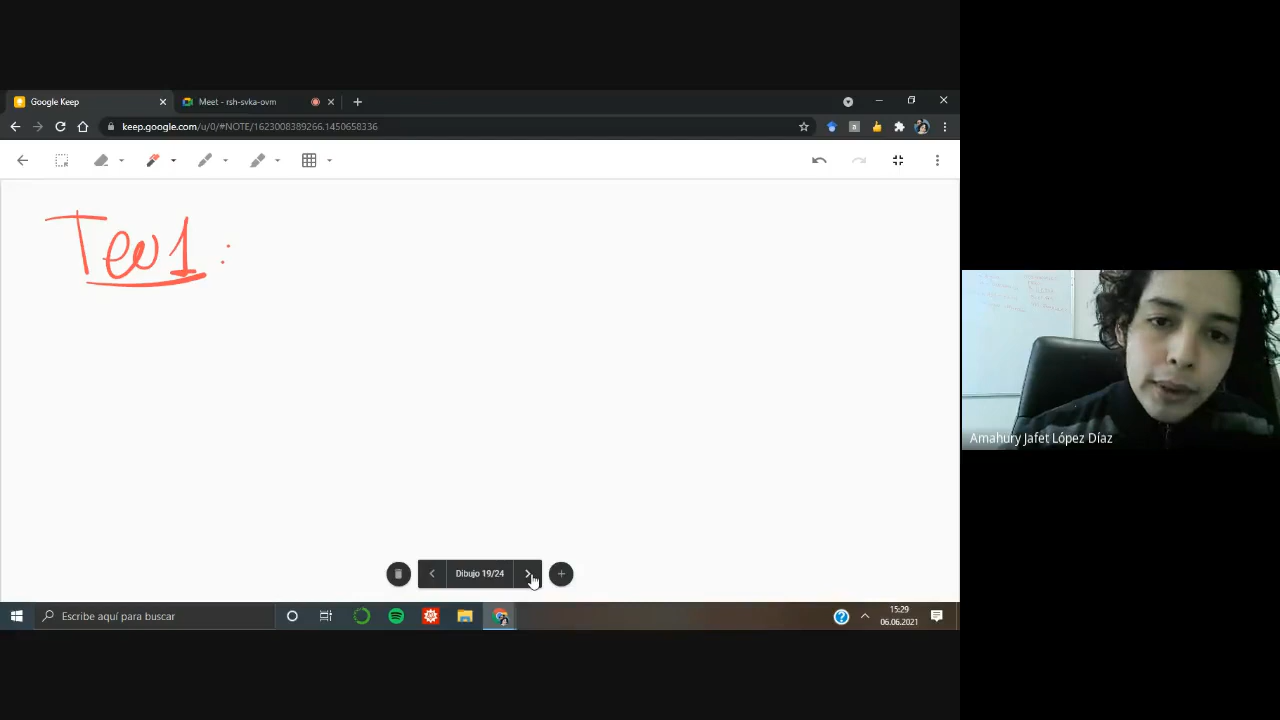 Google Keep
Meet - rsh-svka-ovm
keep.google.com/u/0/#NOTE/1623008389266.1450658336
Teo1:
Amahury Jafet López Díaz
Dibujo 19/24
Escribe aquí para buscar
15:29
06.06.2021